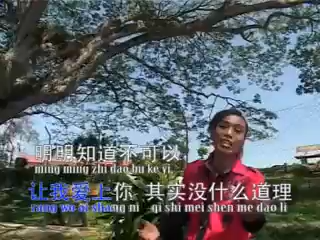 明明知道不可以
ming ming zhi dao bu ke yi
让我爱上你 其实没什么道理
rang wo ai shang ni qi shi mei shen me dao li